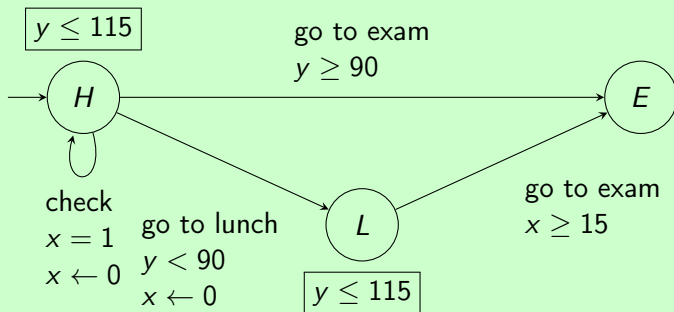 y ≤ 115
go to exam
y ≥ 90
H
E
check
x = 1
x ← 0
go to lunch
y < 90
x ← 0
L
y ≤ 115
go to exam
x ≥ 15